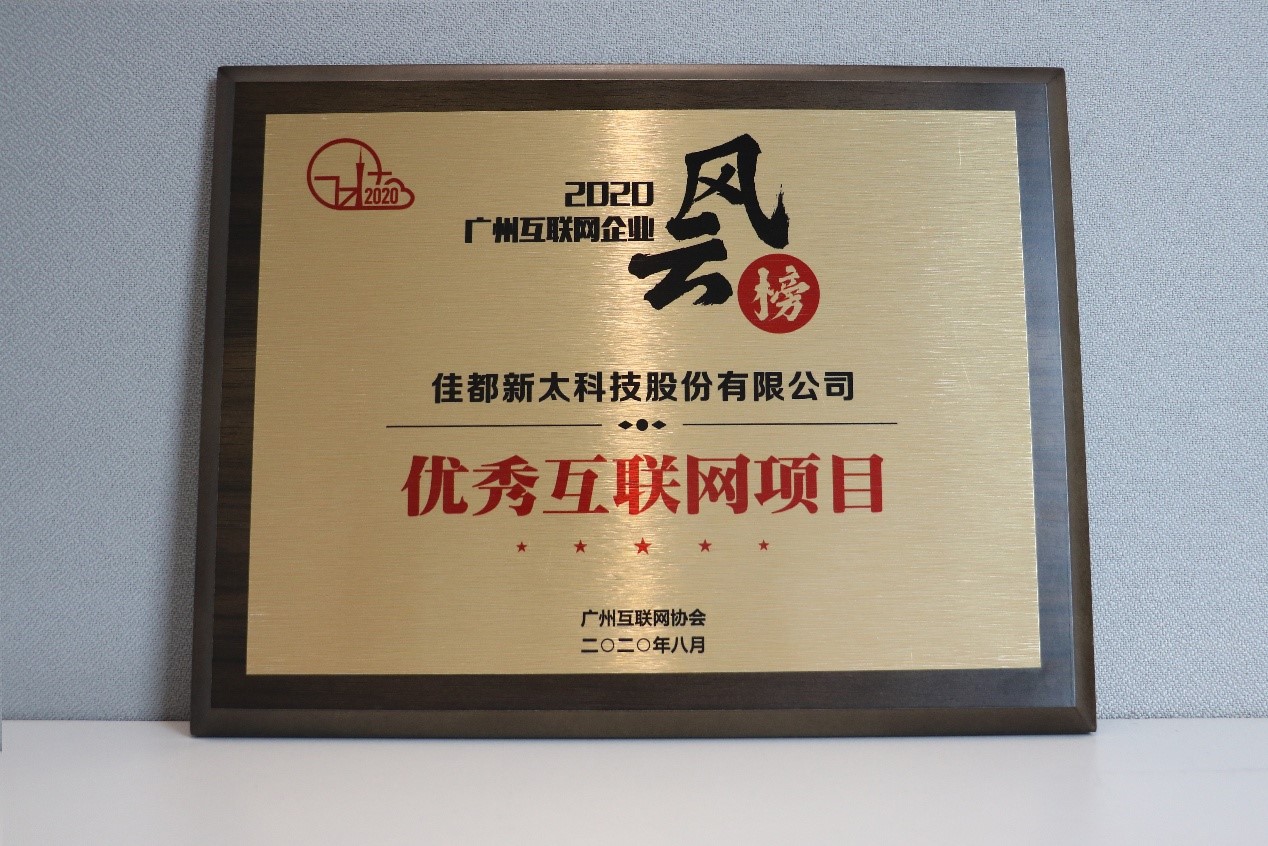 2020
2020
广州互联网企业
风云榜
佳都新太科技股份有限公司
优秀互联网项目
广州互联网协会
二〇二〇年八月